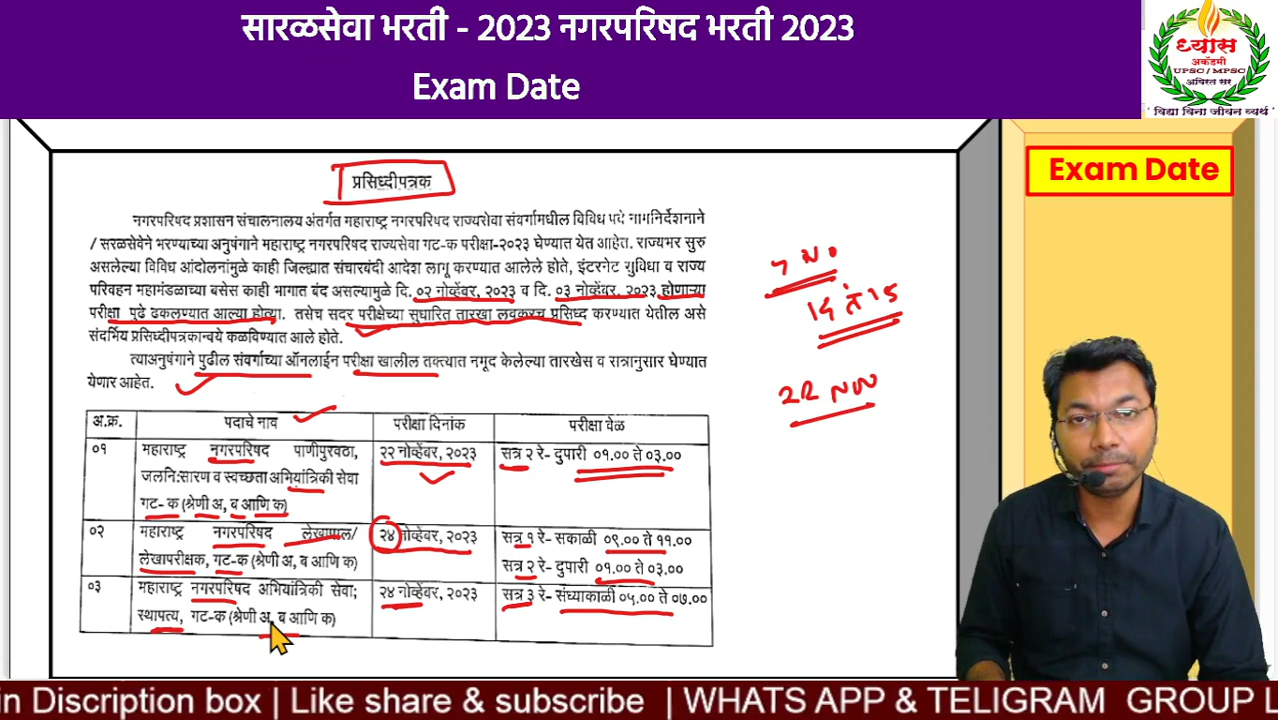 सारळसेवा भरती - 2023 नगरपरिषद भरती 2023
Exam Date
ध्यास
अकॅडमी
UPSC/MPSC
अविरत सर
"विद्या विना जीवन व्यर्थ"
Exam Date
प्रसिध्दीपत्रक
नगरपरिषद प्रशासन संचालनालय अंतर्गत महाराष्ट्र नगरपरिषद राज्यसेवा संवर्गामधील विविध पदे नामनिर्देशनाने
/ सरळसेवेने भरण्याच्या अनुषंगाने महाराष्ट्र नगरपरिषद राज्यसेवा गट-क परीक्षा-२०२३ घेण्यात येत आहेत. राज्यभर सुरु
असलेल्या विविध आंदोलनांमुळे काही जिल्ह्यात संचारबंदी आदेश लागू करण्यात आलेले होते, इंटरनेट सुविधा व राज्य
परिवहन महामंडळाच्या बसेस काही भागात बंद असल्यामुळे दि. ०२ नोव्हेंबर, २०२३ व दि. ०३ नोव्हेंबर, २०२३ होणाऱ्या
परीक्षा पुढे ढकलण्यात आल्या होत्या. तसेच सदर परीक्षेच्या सुधारित तारखा लवकरच प्रसिध्द करण्यात येतील असे
संदर्भिय प्रसिध्दीपत्रकान्वये कळविण्यात आले होते.
त्याअनुषंगाने पुढील संवर्गाच्या ऑनलाईन परीक्षा खालील तक्त्यात नमूद केलेल्या तारखेस व सत्रानुसार घेण्यात
येणार आहेत.
अ.क्र. पदाचे नाव परीक्षा दिनांक परीक्षा वेळ
०१ महाराष्ट्र नगरपरिषद पाणीपुरवठा, २२ नोव्हेंबर, २०२३ सत्र २ रे- दुपारी ०१.०० ते ०३.००
जलनि:सारण व स्वच्छता अभियांत्रिकी सेवा
गट- क (श्रेणी अ, ब आणि क)
०२ महाराष्ट्र नगरपरिषद लेखापाल/ २४ नोव्हेंबर, २०२३ सत्र १ रे- सकाळी ०९.०० ते ११.००
लेखापरीक्षक, गट-क (श्रेणी अ, ब आणि क) सत्र २ रे- दुपारी ०१.०० ते ०३.००
०३ महाराष्ट्र नगरपरिषद अभियांत्रिकी सेवा; २४ नोव्हेंबर, २०२३ सत्र ३ रे- संध्याकाळी ०५.०० ते ०७.००
स्थापत्य, गट-क (श्रेणी अ, ब आणि क)
22 NOV
in Discription box | Like share & subscribe | WHATS APP & TELIGRAM GROUP L